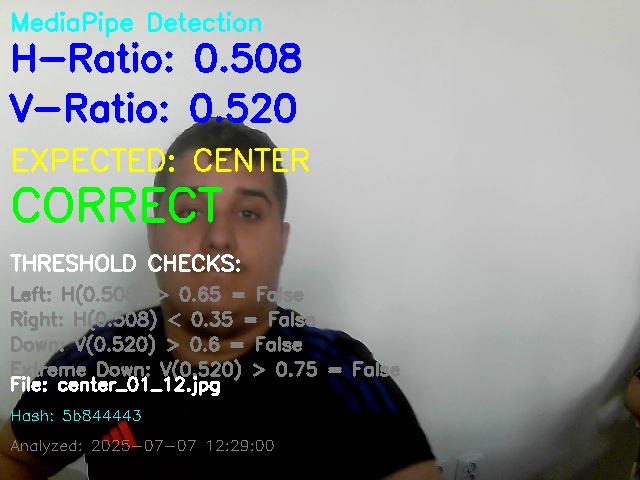 MediaPipe Detection
H-Ratio: 0.508
V-Ratio: 0.520
EXPECTED: CENTER
CORRECT
THRESHOLD CHECKS:
Left: H(0.508) > 0.65 = False
Right: H(0.508) < 0.35 = False
Down: V(0.520) > 0.6 = False
Extreme Down: V(0.520) > 0.75 = False
File: center_01_12.jpg
Hash: 5b844443
Analyzed: 2025-07-07 12:29:00